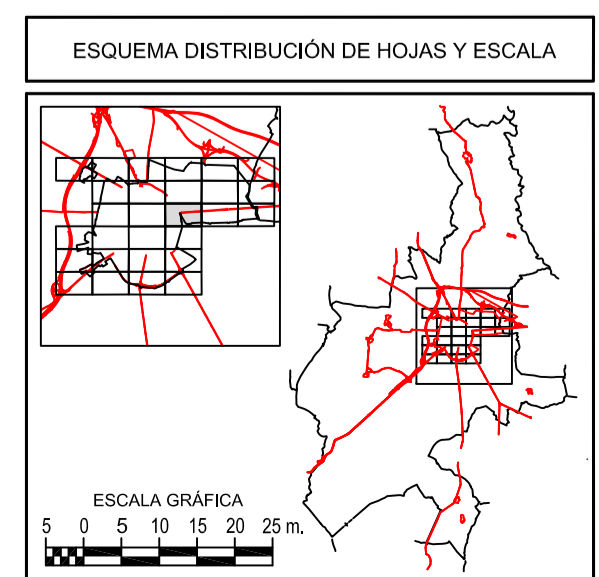 ESQUEMA DISTRIBUCIÓN DE HOJAS Y ESCALA
ESCALA GRÁFICA
5 0 5 10 15 20 25 m.